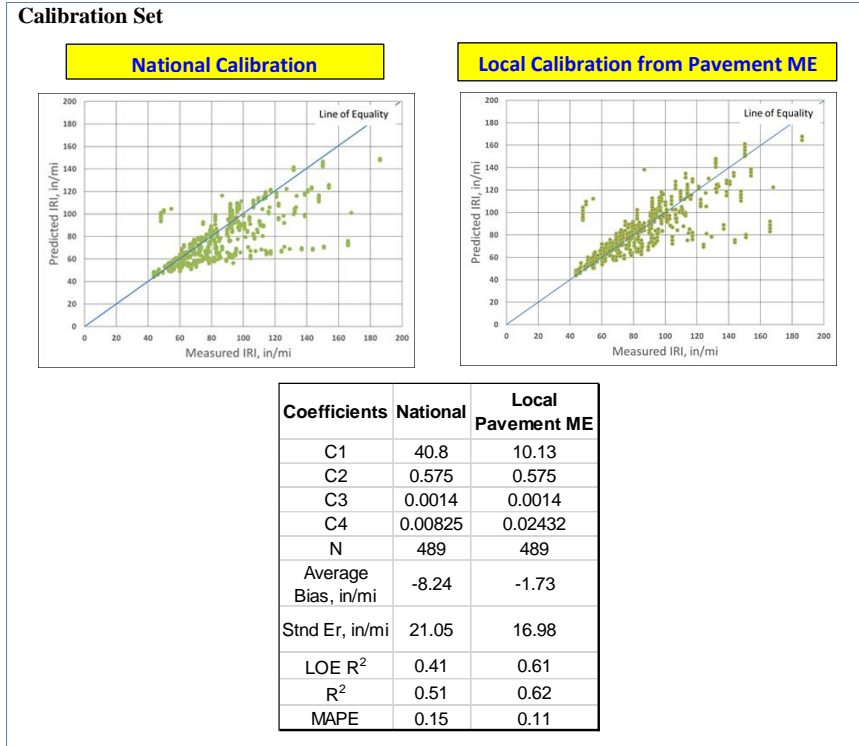 Calibration Set
National Calibration
Local Calibration from Pavement ME
200
180
160
140
120
100
80
60
40
20
0
Predicted IRI, in/mi
Line of Equality
0 20 40 60 80 100 120 140 160 180 200
Measured IRI, in/mi
200
180
160
140
120
100
80
60
40
20
0
Predicted IRI, in/mi
Line of Equality
0 20 40 60 80 100 120 140 160 180 200
Measured IRI, in/mi
Coefficients National Local
Pavement ME
C1 40.8 10.13
C2 0.575 0.575
C3 0.0014 0.0014
C4 0.00825 0.02432
N 489 489
Average
Bias, in/mi -8.24 -1.73
Stnd Er, in/mi 21.05 16.98
LOE R² 0.41 0.61
R² 0.51 0.62
MAPE 0.15 0.11